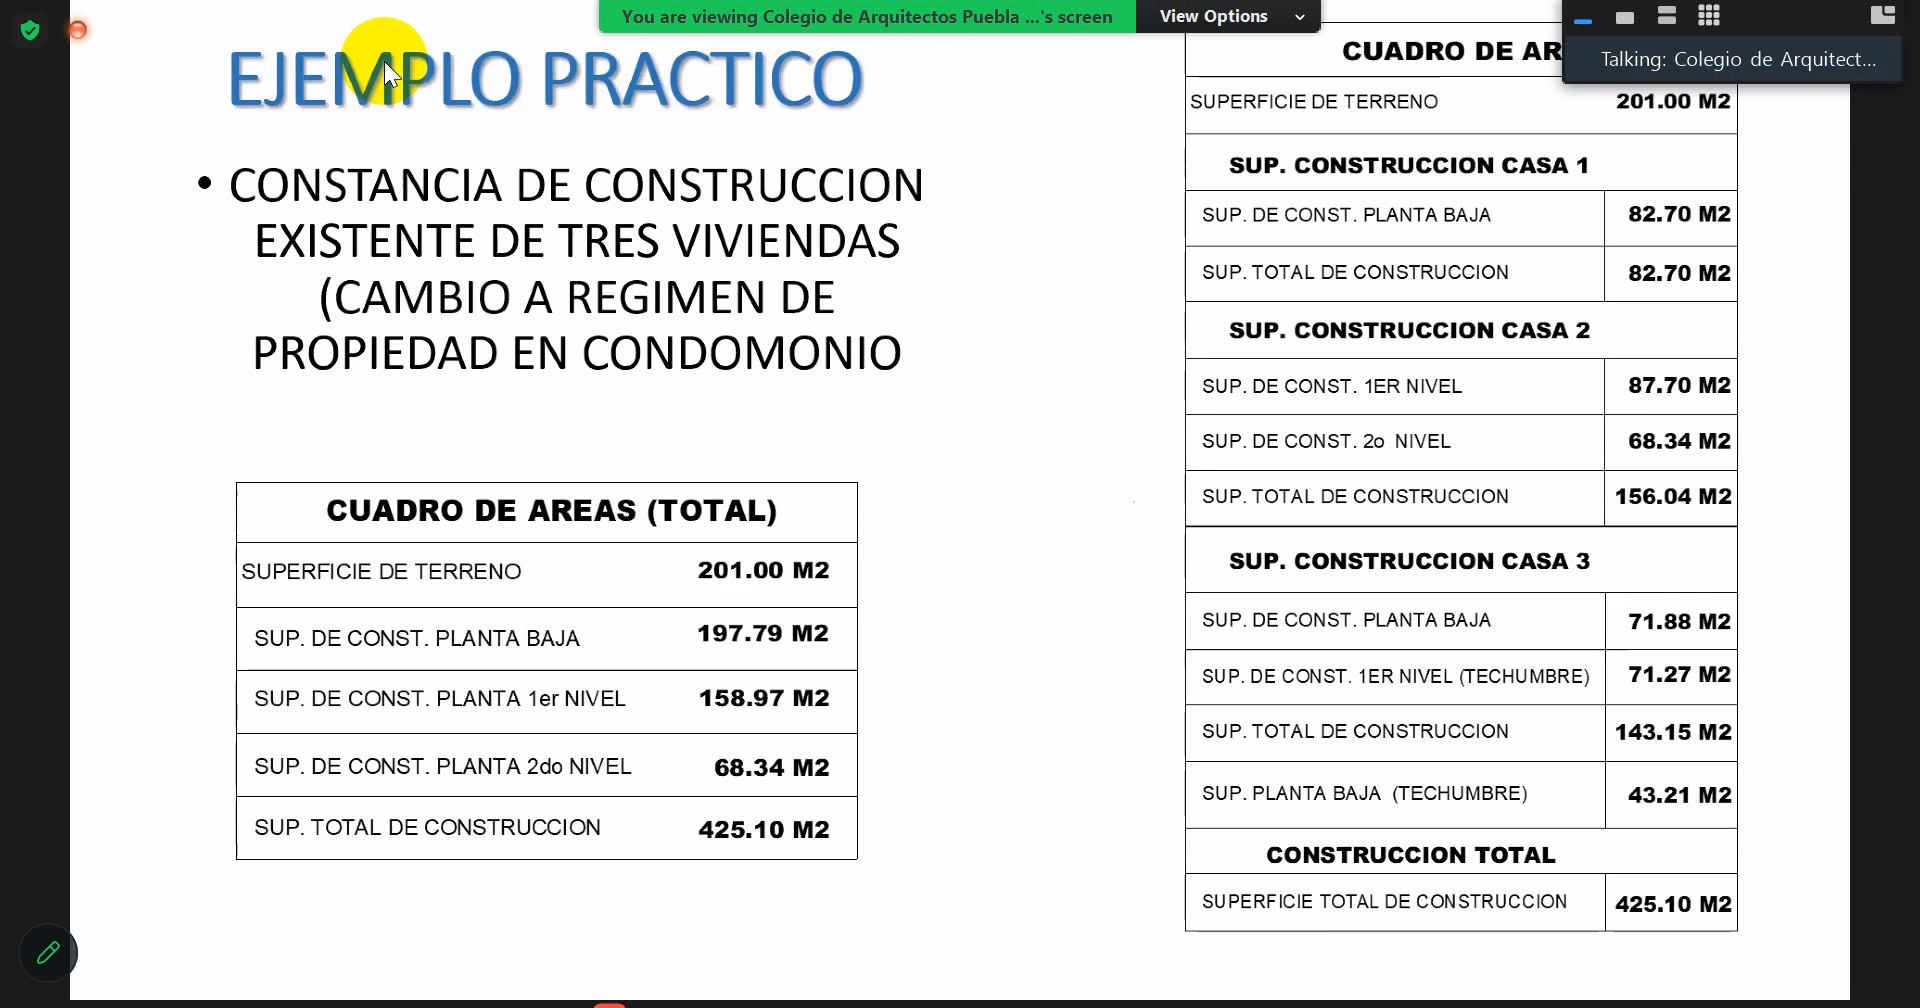 You are viewing Colegio de Arquitectos Puebla ...'s screen
View Options
Talking: Colegio de Arquitect...
EJEMPLO PRACTICO
• CONSTANCIA DE CONSTRUCCION
EXISTENTE DE TRES VIVIENDAS
(CAMBIO A REGIMEN DE
PROPIEDAD EN CONDOMONIO
CUADRO DE AREAS (TOTAL)
SUPERFICIE DE TERRENO 201.00 M2
SUP. DE CONST. PLANTA BAJA 197.79 M2
SUP. DE CONST. PLANTA 1er NIVEL 158.97 M2
SUP. DE CONST. PLANTA 2do NIVEL 68.34 M2
SUP. TOTAL DE CONSTRUCCION 425.10 M2
CUADRO DE AR
SUPERFICIE DE TERRENO 201.00 M2
SUP. CONSTRUCCION CASA 1
SUP. DE CONST. PLANTA BAJA 82.70 M2
SUP. TOTAL DE CONSTRUCCION 82.70 M2
SUP. CONSTRUCCION CASA 2
SUP. DE CONST. 1ER NIVEL 87.70 M2
SUP. DE CONST. 2o NIVEL 68.34 M2
SUP. TOTAL DE CONSTRUCCION 156.04 M2
SUP. CONSTRUCCION CASA 3
SUP. DE CONST. PLANTA BAJA 71.88 M2
SUP. DE CONST. 1ER NIVEL (TECHUMBRE) 71.27 M2
SUP. TOTAL DE CONSTRUCCION 143.15 M2
SUP. PLANTA BAJA (TECHUMBRE) 43.21 M2
CONSTRUCCION TOTAL
SUPERFICIE TOTAL DE CONSTRUCCION 425.10 M2